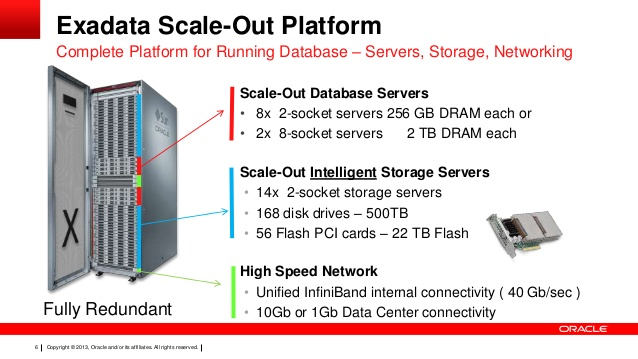 Exadata Scale-Out Platform
Complete Platform for Running Database – Servers, Storage, Networking
Sun
ORACLE
X
Scale-Out Database Servers
• 8x 2-socket servers 256 GB DRAM each or
• 2x 8-socket servers 2 TB DRAM each
Scale-Out Intelligent Storage Servers
• 14x 2-socket storage servers
• 168 disk drives – 500TB
• 56 Flash PCI cards – 22 TB Flash
High Speed Network
• Unified InfiniBand internal connectivity ( 40 Gb/sec )
• 10Gb or 1Gb Data Center connectivity
Fully Redundant
ORACLE
6 Copyright © 2013, Oracle and/or its affiliates. All rights reserved.